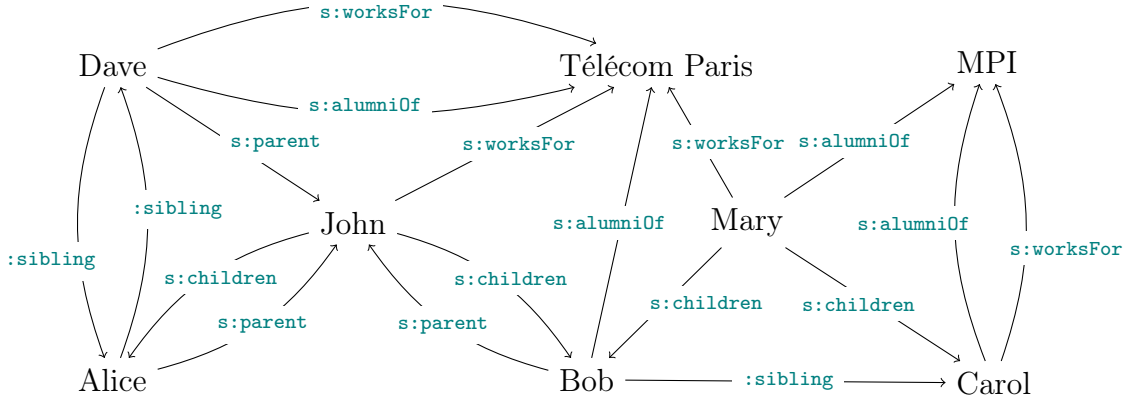 s:worksFor
Dave
Télécom Paris
MPI
s:alumniOf
s:parent
s:worksFor
s:worksFor
s:alumniOf
:sibling
John
s:alumniOf
Mary
s:alumniOf
s:worksFor
:sibling
s:children
s:children
s:children
s:children
s:parent
s:parent
Alice
Bob
:sibling
Carol